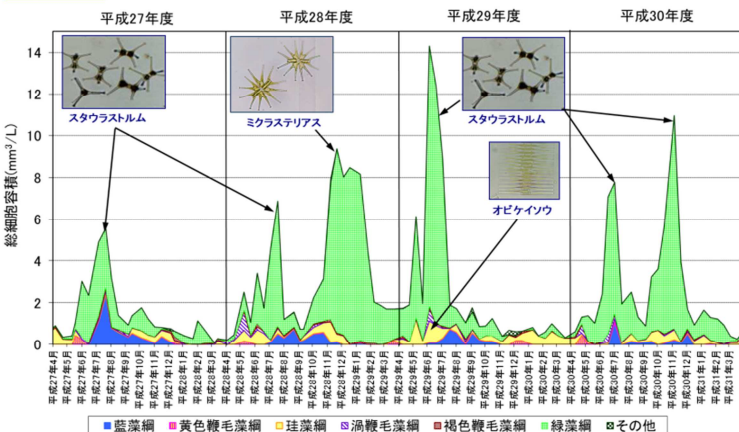 平成27年度 平成28年度 平成29年度 平成30年度
総細胞容積(mm³/L)
14
12
10
8
6
4
2
0
スタウラストルム
ミクラステリアス
スタウラストルム
オビケイソウ
平成27年4月
平成27年5月
平成27年6月
平成27年7月
平成27年8月
平成27年9月
平成27年10月
平成27年11月
平成27年12月
平成28年1月
平成28年2月
平成28年3月
平成28年4月
平成28年5月
平成28年6月
平成28年7月
平成28年8月
平成28年9月
平成28年10月
平成28年11月
平成28年12月
平成29年1月
平成29年2月
平成29年3月
平成29年4月
平成29年5月
平成29年6月
平成29年7月
平成29年8月
平成29年9月
平成29年10月
平成29年11月
平成29年12月
平成30年1月
平成30年2月
平成30年3月
平成30年4月
平成30年5月
平成30年6月
平成30年7月
平成30年8月
平成30年9月
平成30年10月
平成30年11月
平成30年12月
平成31年1月
平成31年2月
平成31年3月
藍藻綱 黄色鞭毛藻綱 珪藻綱 渦鞭毛藻綱 褐色鞭毛藻綱 緑藻綱 その他